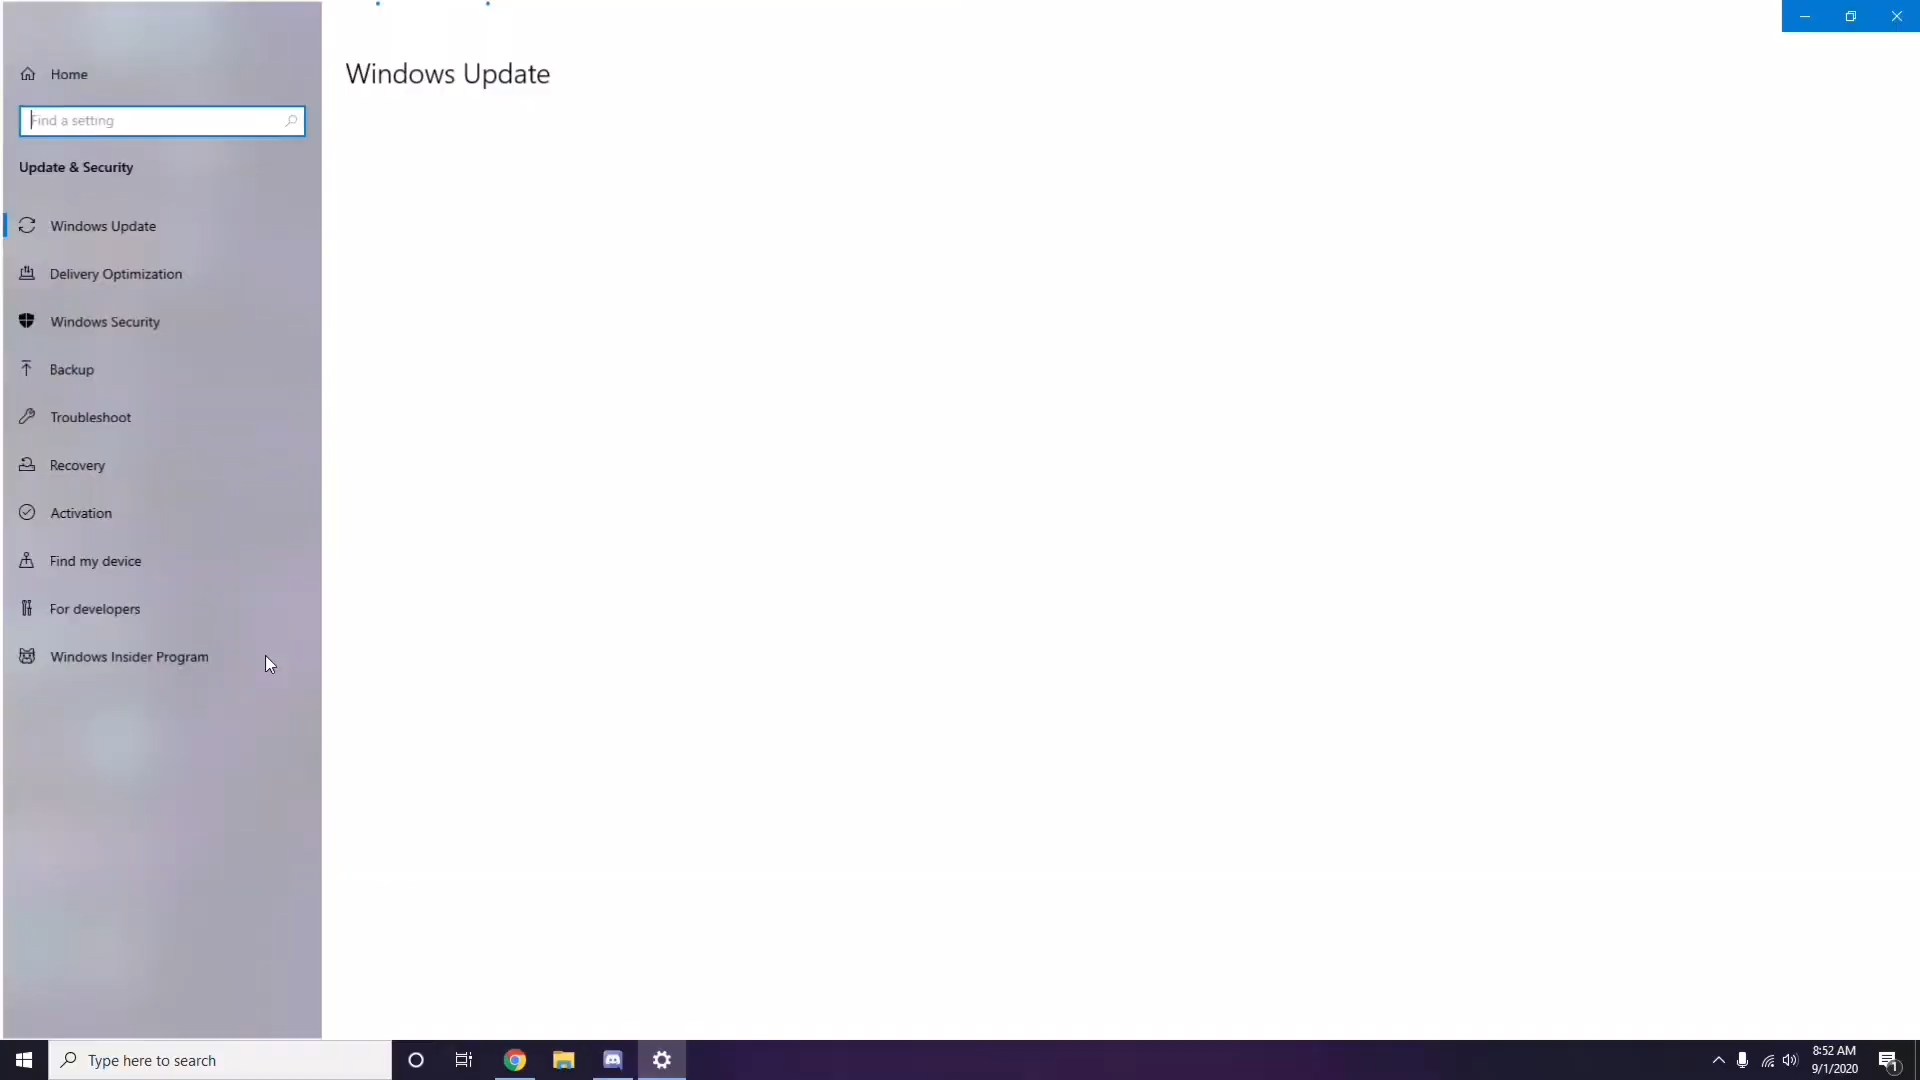 Home
Find a setting
Update & Security
Windows Update
Delivery Optimization
Windows Security
Backup
Troubleshoot
Recovery
Activation
Find my device
For developers
Windows Insider Program
Windows Update
Type here to search
8:52 AM
9/1/2020
1